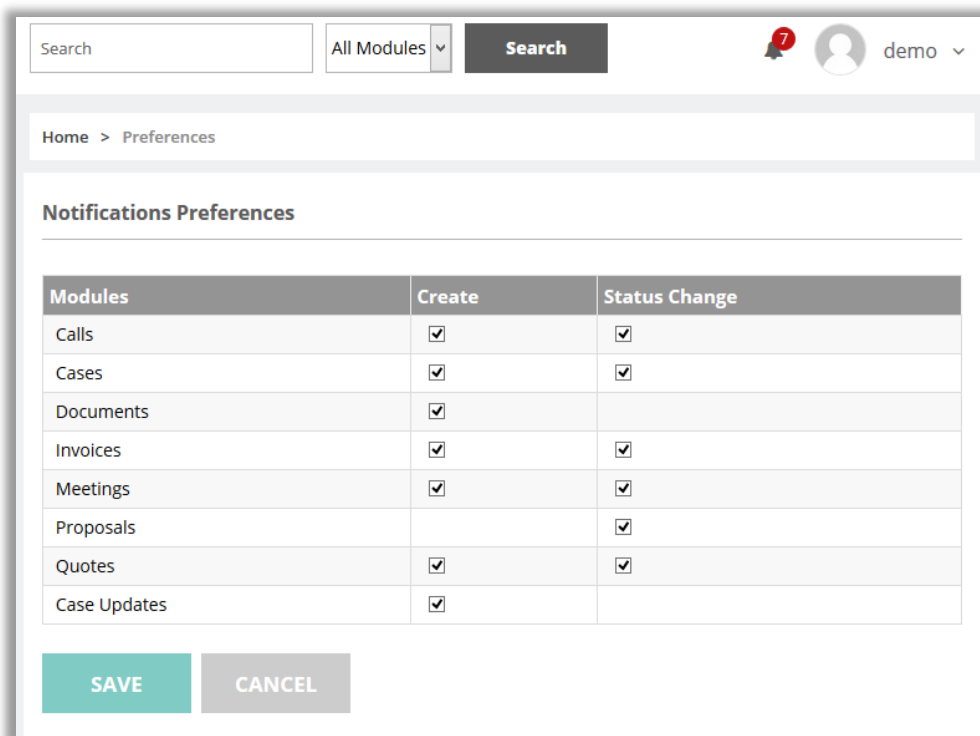 Search All Modules Search 7 demo
Home > Preferences
Notifications Preferences
Modules Create Status Change
Calls
Cases
Documents
Invoices
Meetings
Proposals
Quotes
Case Updates
SAVE CANCEL